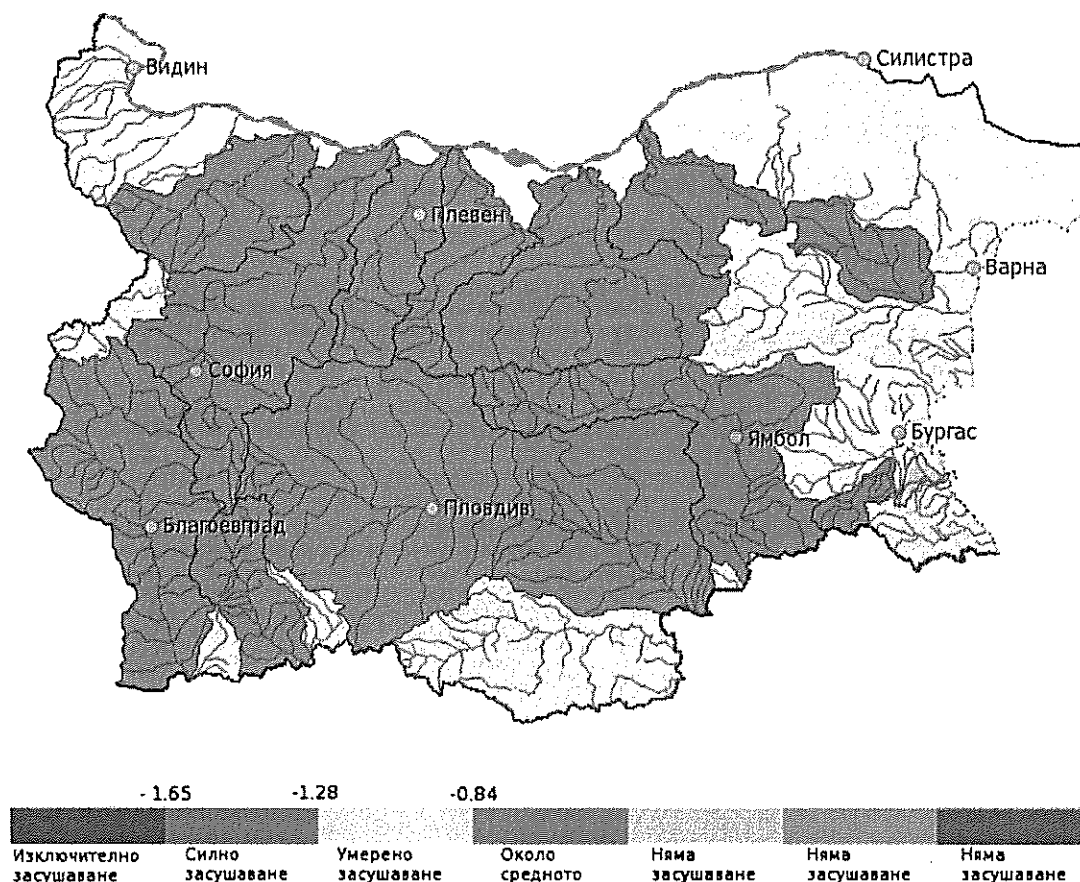 Видин
Силистра
Плевен
Варна
София
Ямбол
Бургас
Пловдив
Благоевград
- 1.65 -1.28 -0.84
Изключително Силно Умерено Около Няма Няма Няма
засушаване засушаване засушаване средното засушаване засушаване засушаване